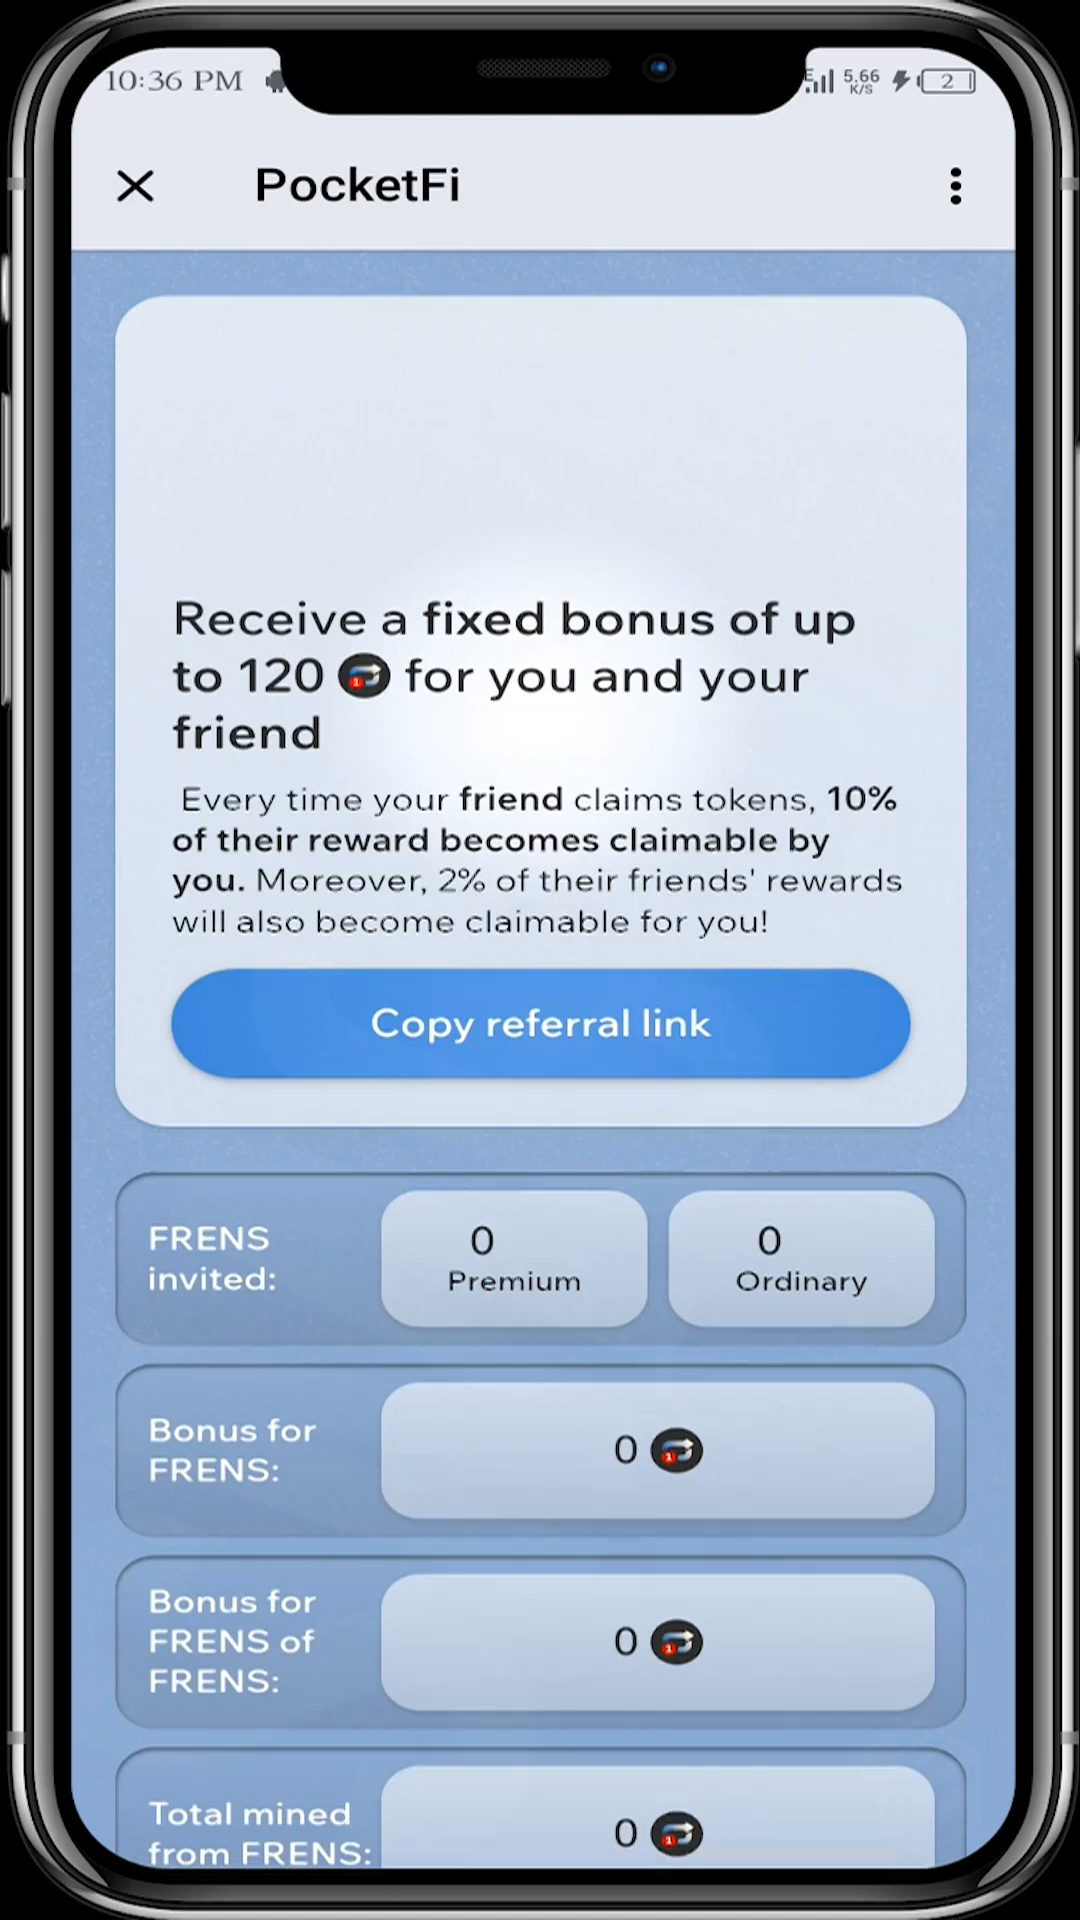 10:36 PM
E 5.66 K/S 2
PocketFi
Receive a fixed bonus of up
to 120 for you and your
friend
Every time your friend claims tokens, 10%
of their reward becomes claimable by
you. Moreover, 2% of their friends' rewards
will also become claimable for you!
Copy referral link
FRENS
invited:
0
Premium
0
Ordinary
Bonus for
FRENS:
0
Bonus for
FRENS of
FRENS:
0
Total mined
from FRENS:
0